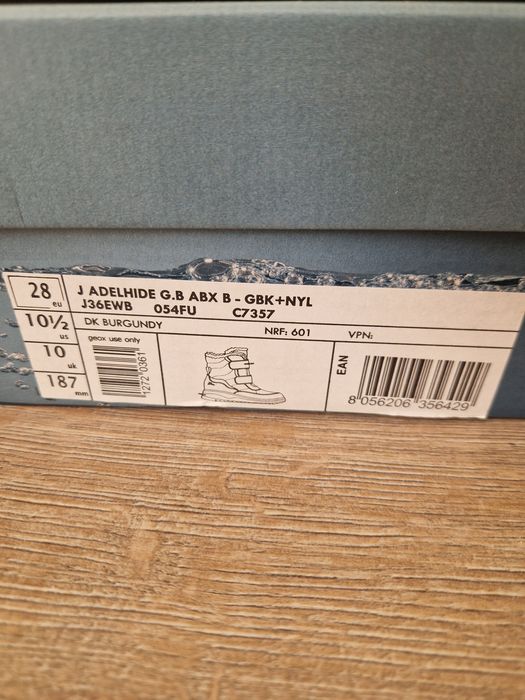 28 eu
10½ us
10 uk
187 mm
J ADELHIDE G.B ABX B - GBK+NYL
J36EWB 054FU C7357
DK BURGUNDY NRF: 601 VPN:
geox use only
1272 0361
EAN
8 056206 356429